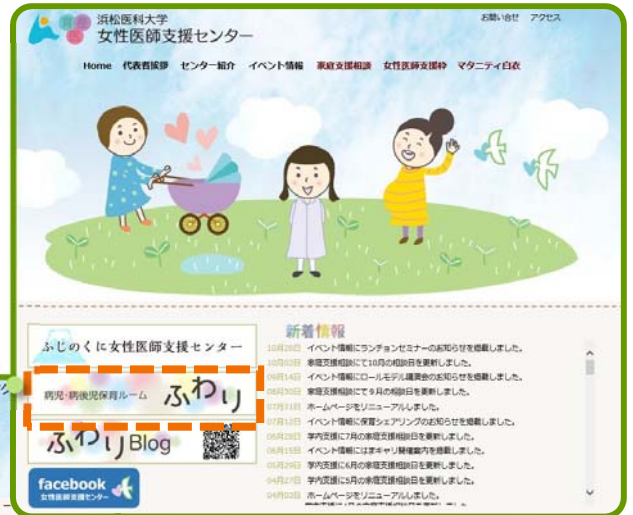 浜松医科大学
女性医師支援センター
お問い合せ アクセス
Home 代表者挨拶 センター紹介 イベント情報 家庭支援相談 女性医師支援枠 マタニティ白衣
新着情報
10月20日 イベント情報にランチョンセミナーのお知らせを掲載しました。
10月02日 家庭支援相談にて10月の相談日を更新しました。
09月14日 イベント情報にロールモデル講演会のお知らせを掲載しました。
08月30日 家庭支援相談にて9月の相談日を更新しました。
07月31日 ホームページをリニューアルしました。
07月12日 イベント情報に保育シェアリングのお知らせを掲載しました。
06月28日 学内支援に7月の家庭支援相談日を更新しました。
06月15日 イベント情報にはまキャリ開催案内を掲載しました。
05月29日 学内支援に6月の家庭支援相談日を更新しました。
04月27日 学内支援に5月の家庭支援相談日を更新しました。
04月02日 ホームページをリニューアルしました。
ふじのくに女性医師支援センター
病児・病後児保育ルーム ふわり
ふわりBlog
facebook
女性医師支援センター